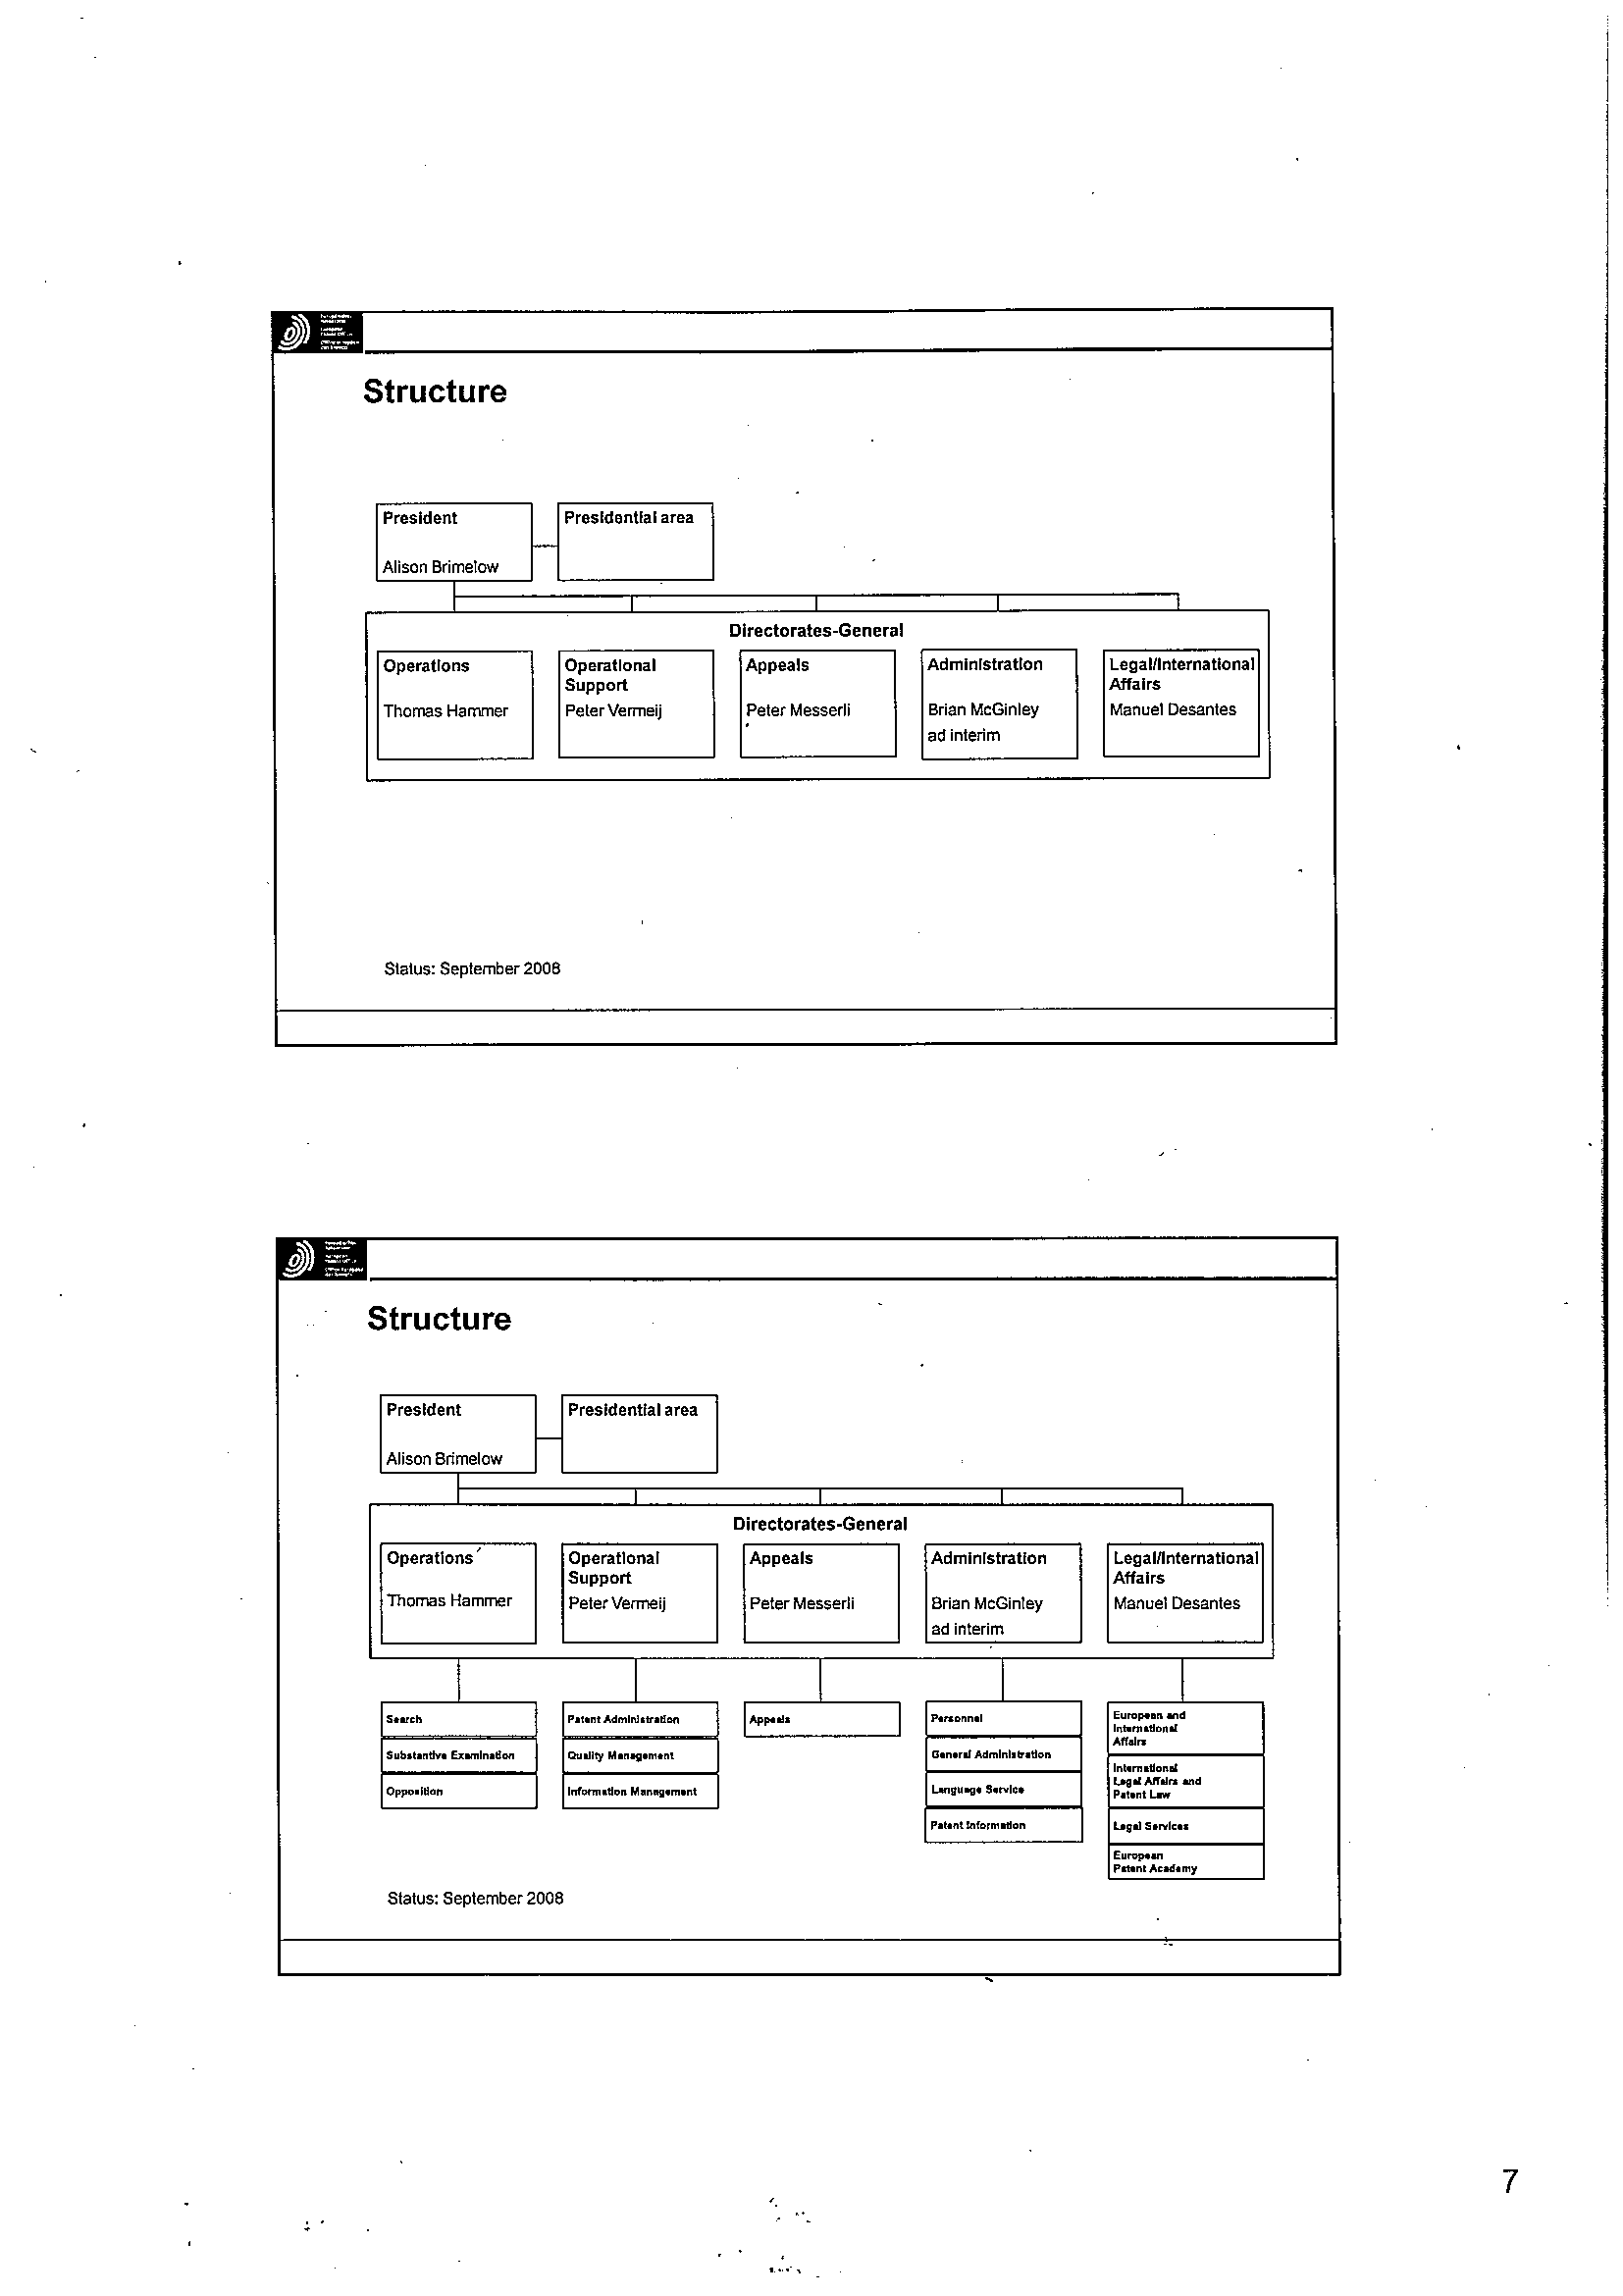 Structure
President
Presidential area
Alison Brimelow
Directorates-General
Operations
Operational
Support
Appeals
Administration
Legal/International
Affairs
Thomas Hammer
Peter Vermeij
Peter Messerli
Brian McGinley
ad interim
Manuel Desantes
Status: September 2008
Structure
President
Presidential area
Alison Brimelow
Directorates-General
Operations
Operational
Support
Appeals
Administration
Legal/International
Affairs
Thomas Hammer
Peter Vermeij
Peter Messerli
Brian McGinley
ad interim
Manuel Desantes
Search
Substantive Examination
Opposition
Patent Administration
Quality Management
Information Management
Appeals
Personnel
General Administration
Language Service
Patent Information
European and
International
Affairs
International
Legal Affairs and
Patent Law
Legal Services
European
Patent Academy
Status: September 2008
7